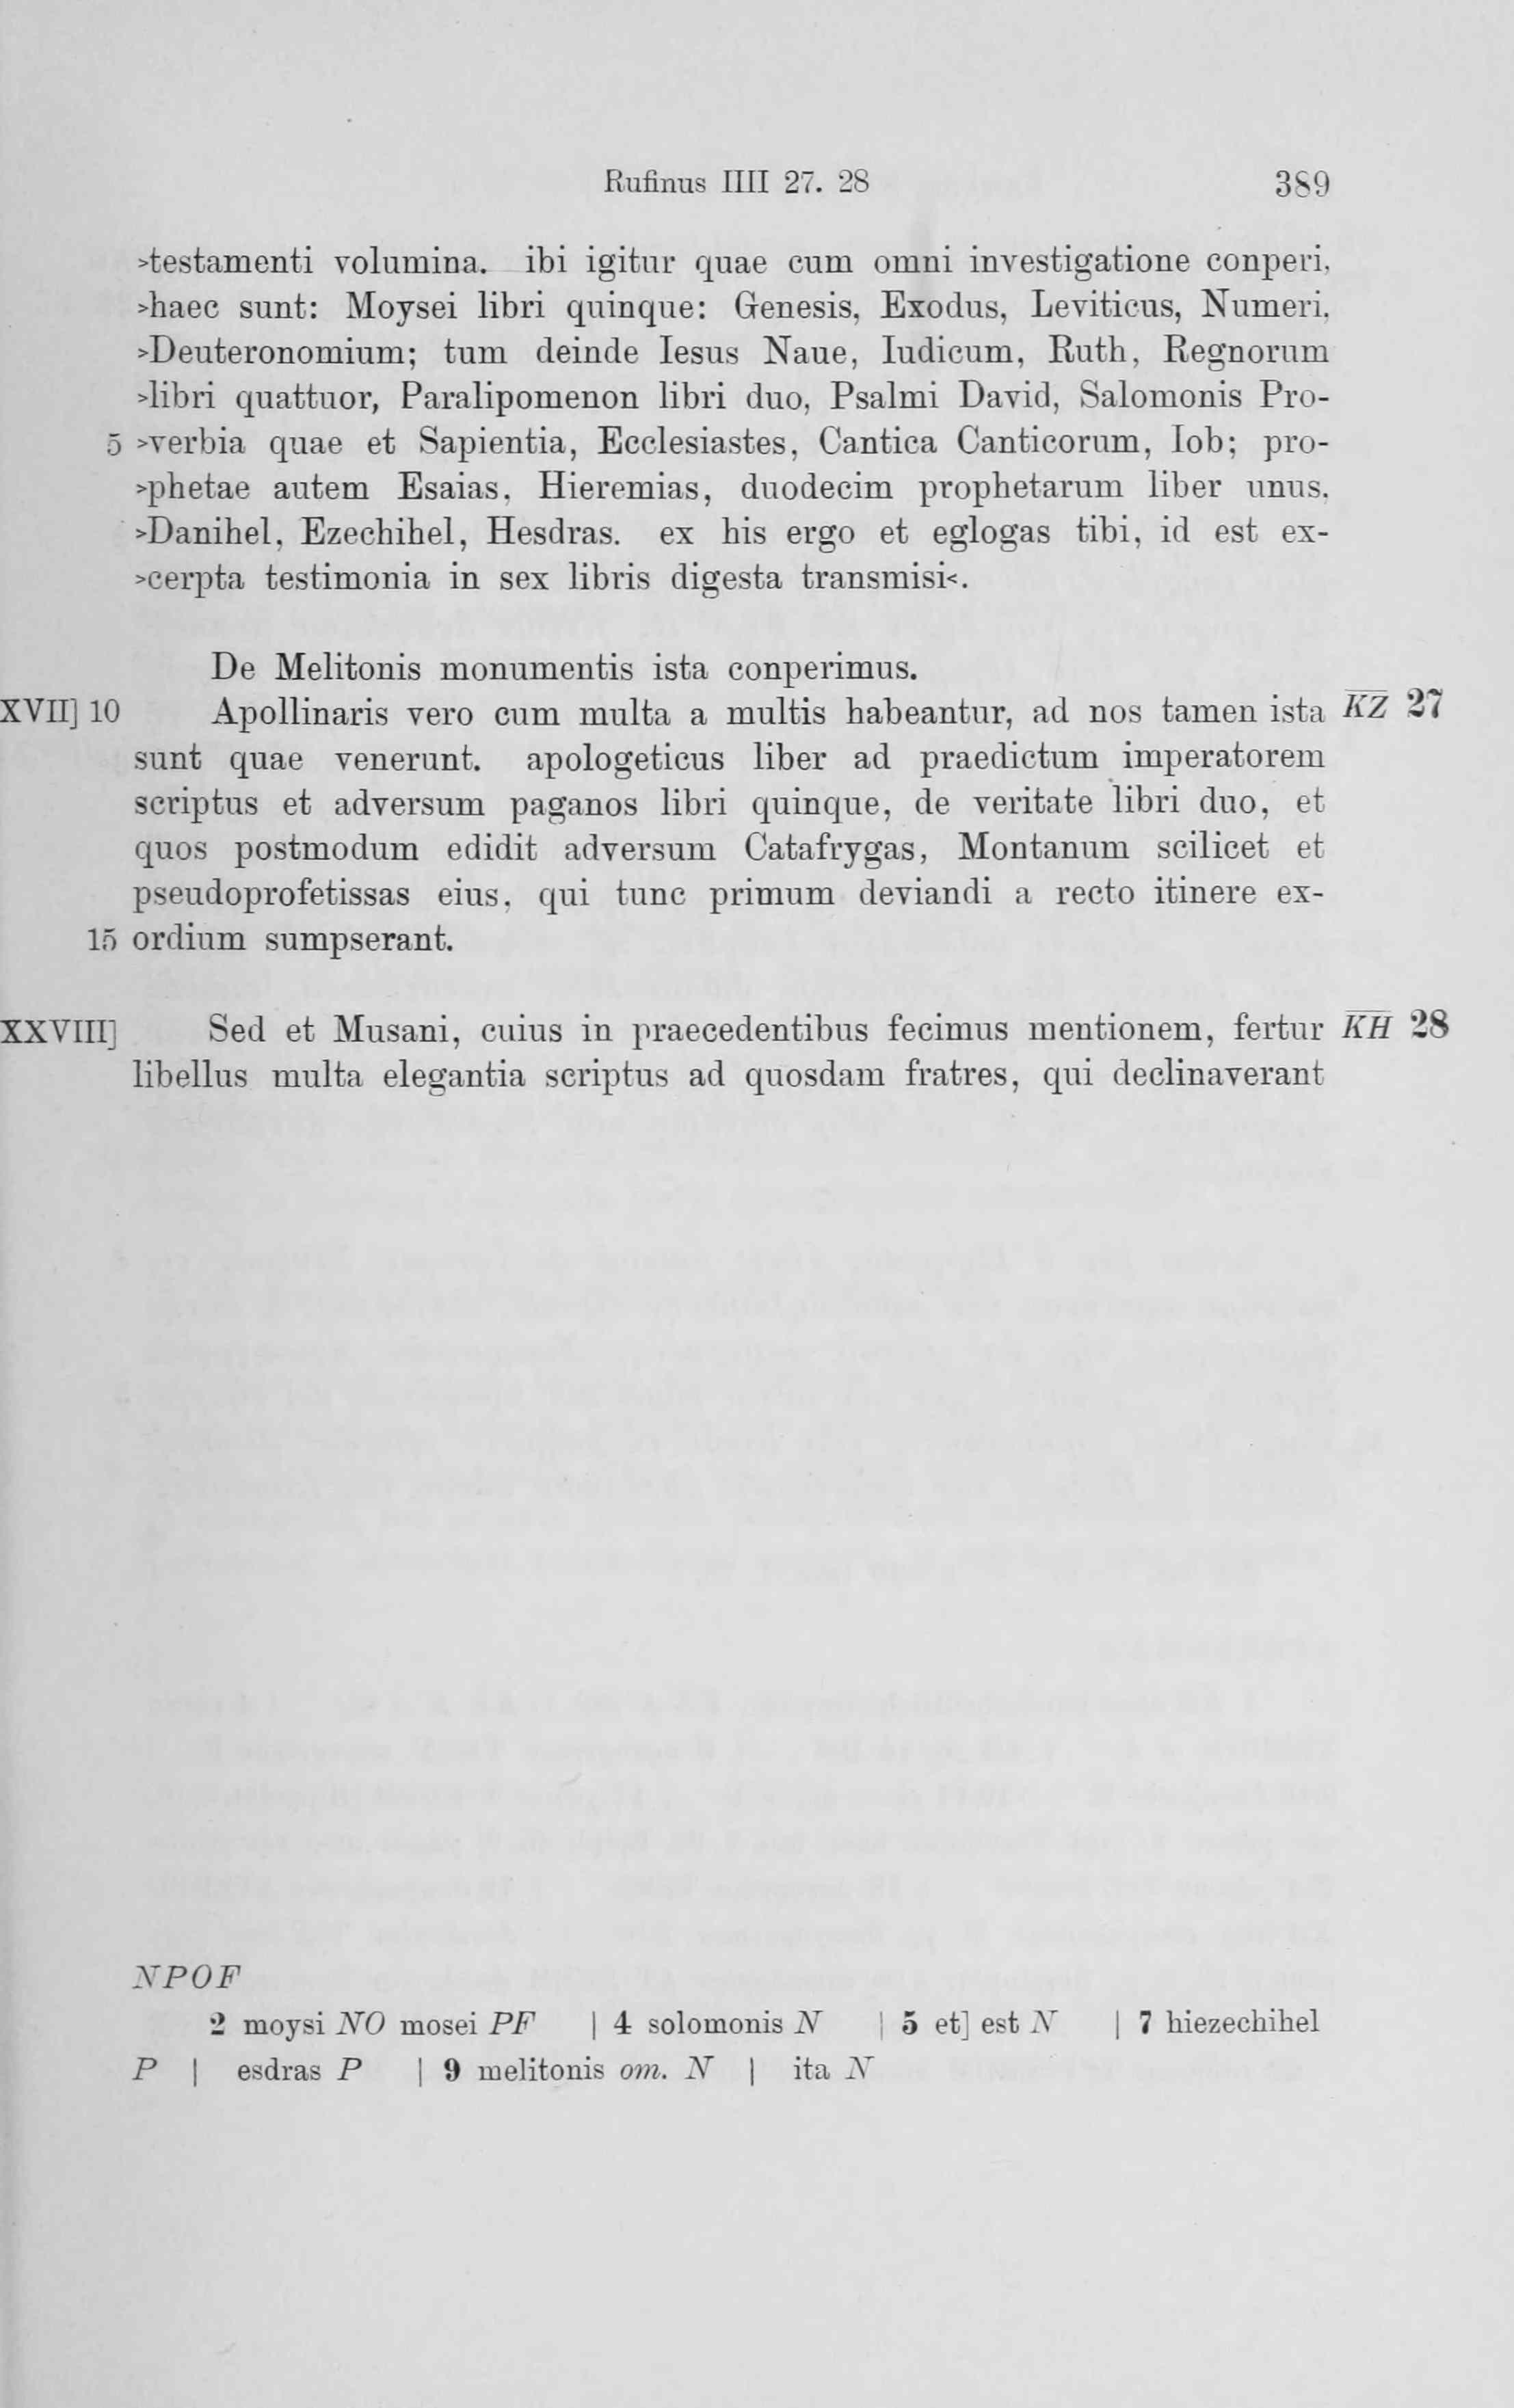 Rufinus IIII 27. 28 389
>testamenti volumina. ibi igitur quae cum omni investigatione conperi,
>haec sunt: Moysei libri quinque: Genesis, Exodus, Leviticus, Numeri,
>Deuteronomium; tum deinde Iesus Naue, Iudicum, Ruth, Regnorum
>libri quattuor, Paralipomenon libri duo, Psalmi David, Salomonis Pro-
5 >verbia quae et Sapientia, Ecclesiastes, Cantica Canticorum, Iob; pro-
>phetae autem Esaias, Hieremias, duodecim prophetarum liber unus,
>Danihel, Ezechihel, Hesdras. ex his ergo et eglogas tibi, id est ex-
>cerpta testimonia in sex libris digesta transmisi<.
De Melitonis monumentis ista conperimus.
XVII] 10 Apollinaris vero cum multa a multis habeantur, ad nos tamen ista K̅Z̅ 27
sunt quae venerunt. apologeticus liber ad praedictum imperatorem
scriptus et adversum paganos libri quinque, de veritate libri duo, et
quos postmodum edidit adversum Catafrygas, Montanum scilicet et
pseudoprofetissas eius, qui tunc primum deviandi a recto itinere ex-
15 ordium sumpserant.
XXVIII] Sed et Musani, cuius in praecedentibus fecimus mentionem, fertur K̅H̅ 28
libellus multa elegantia scriptus ad quosdam fratres, qui declinaverant
NPOF
2 moysi NO mosei PF | 4 solomonis N | 5 et] est N | 7 hiezechihel
P | esdras P | 9 melitonis om. N | ita N